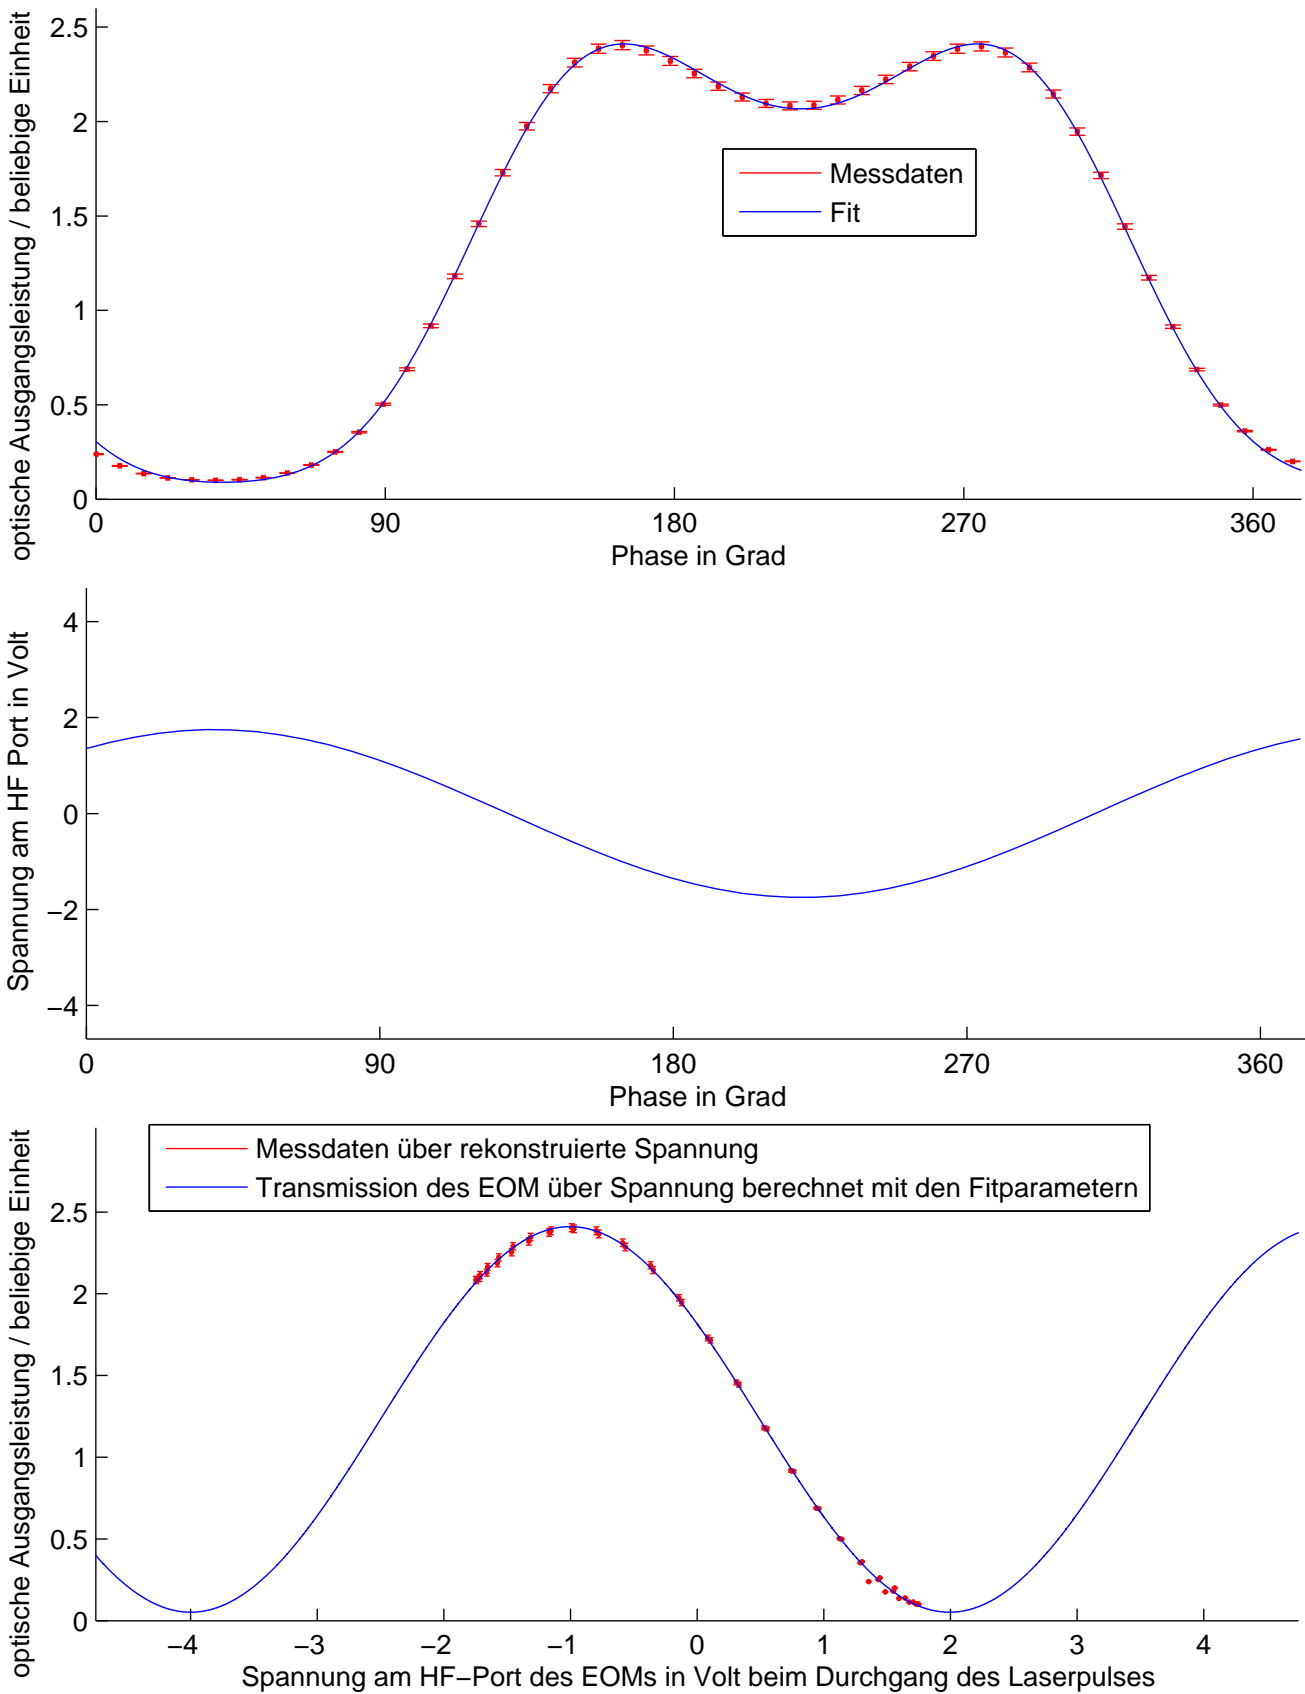 optische Ausgangsleistung / beliebige Einheit
2.5
2
1.5
1
0.5
0
Messdaten
Fit
0 90 180 270 360
Phase in Grad
Spannung am HF Port in Volt
4
2
0
−2
−4
0 90 180 270 360
Phase in Grad
optische Ausgangsleistung / beliebige Einheit
Messdaten über rekonstruierte Spannung
Transmission des EOM über Spannung berechnet mit den Fitparametern
2.5
2
1.5
1
0.5
0
−4 −3 −2 −1 0 1 2 3 4
Spannung am HF−Port des EOMs in Volt beim Durchgang des Laserpulses